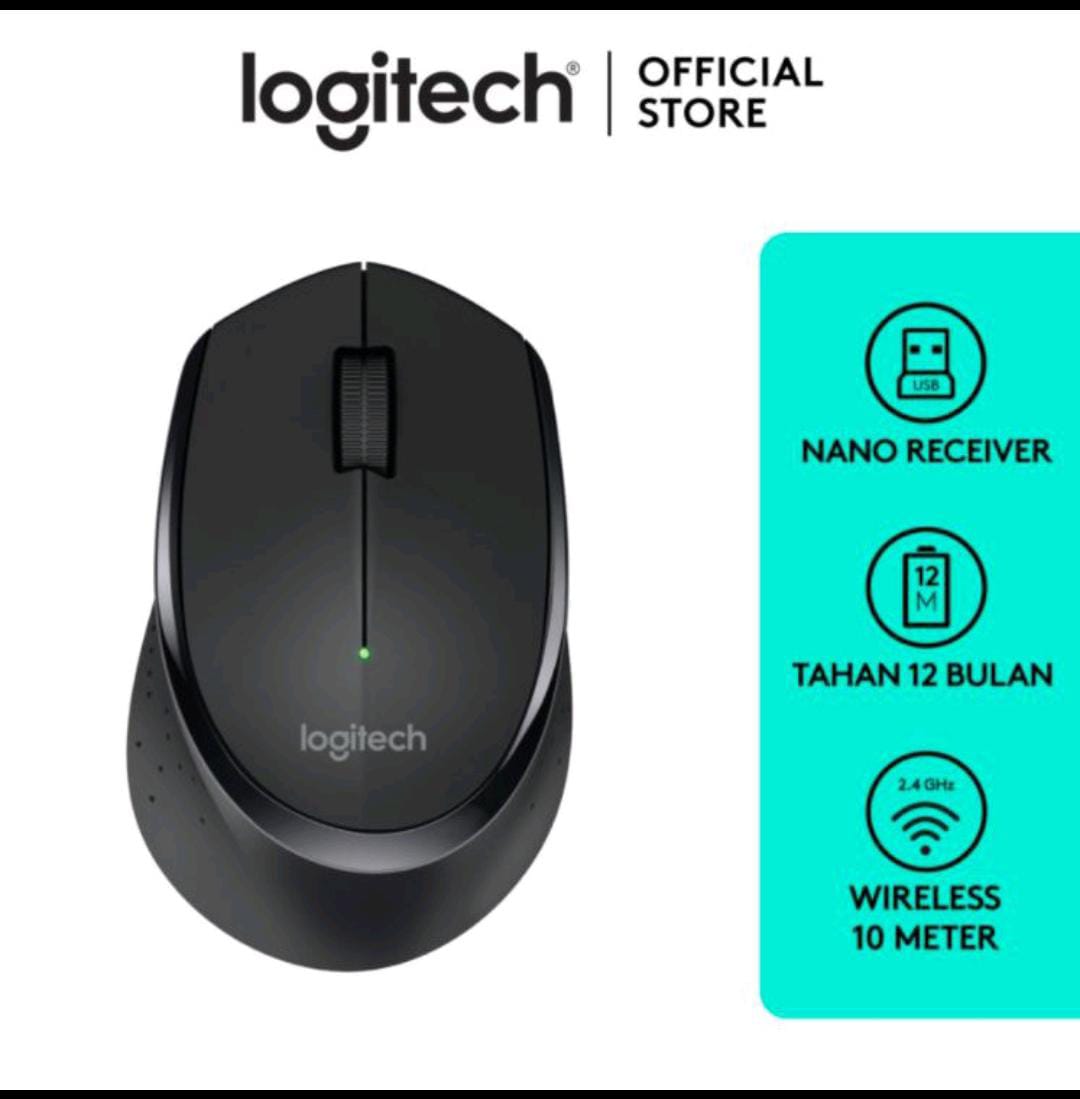 logitech®
OFFICIAL
STORE
logitech
USB
NANO RECEIVER
12
M
TAHAN 12 BULAN
2.4 GHz
WIRELESS
10 METER